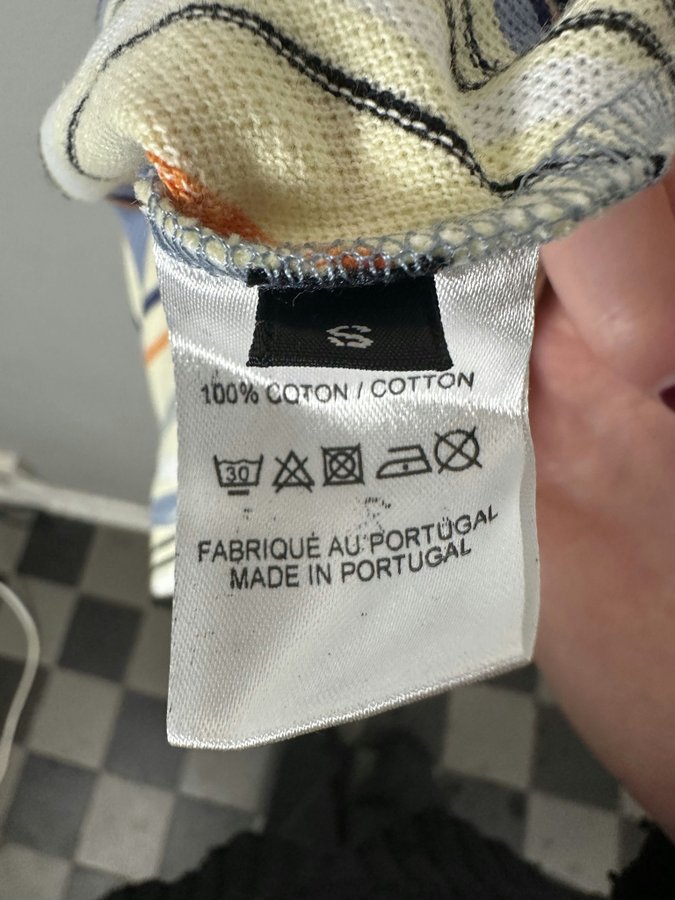 S
100% COTON / COTTON
30
FABRIQUÉ AU PORTUGAL
MADE IN PORTUGAL